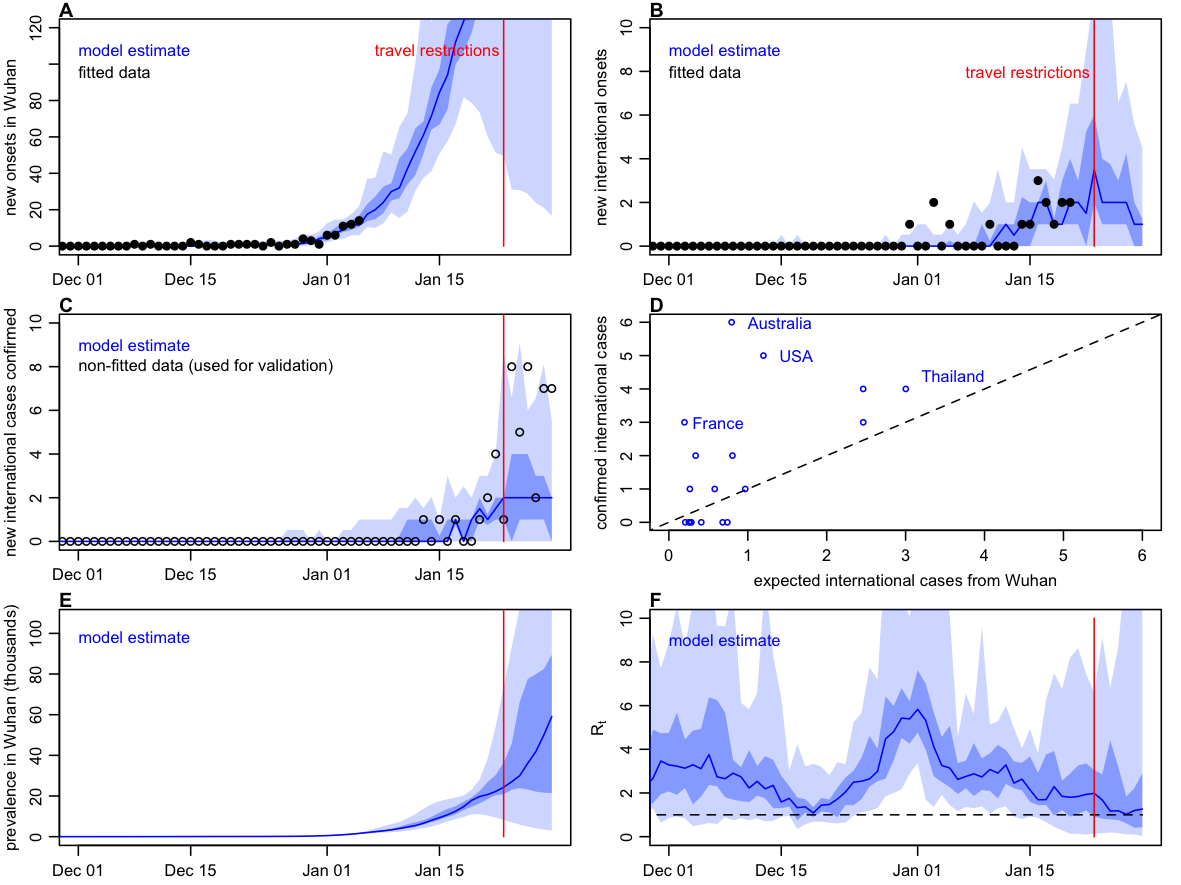 A
new onsets in Wuhan
0
20
40
60
80
120
model estimate
fitted data
travel restrictions
Dec 01
Dec 15
Jan 01
Jan 15
B
new international onsets
0
2
4
6
8
10
model estimate
fitted data
travel restrictions
Dec 01
Dec 15
Jan 01
Jan 15
C
new international cases confirmed
0
2
4
6
8
10
model estimate
non-fitted data (used for validation)
Dec 01
Dec 15
Jan 01
Jan 15
D
confirmed international cases
0
1
2
3
4
5
6
Australia
USA
Thailand
France
0
1
2
3
4
5
6
expected international cases from Wuhan
E
prevalence in Wuhan (thousands)
0
20
40
60
80
100
model estimate
Dec 01
Dec 15
Jan 01
Jan 15
F
Rt
0
2
4
6
8
10
model estimate
Dec 01
Dec 15
Jan 01
Jan 15